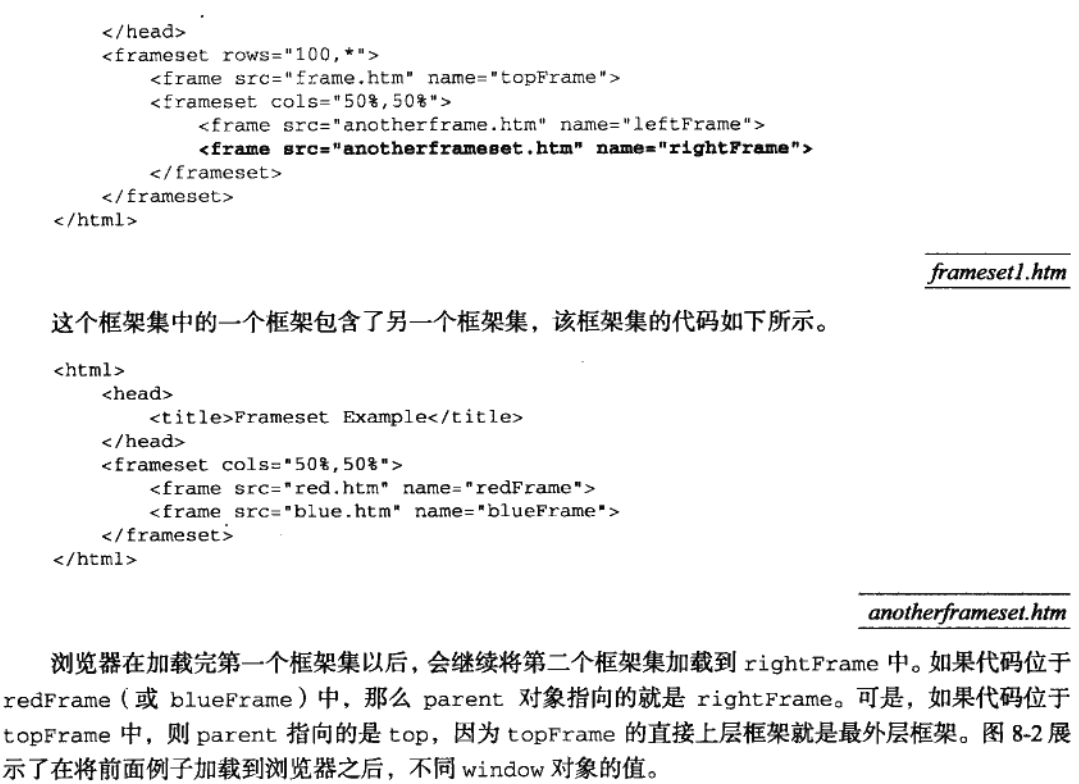 </head>
<frameset rows="100,*">
<frame src="frame.htm" name="topFrame">
<frameset cols="50%,50%">
<frame src="anotherframe.htm" name="leftFrame">
<frame src="anotherframeset.htm" name="rightFrame">
</frameset>
</frameset>
</html>
frameset1.htm
这个框架集中的一个框架包含了另一个框架集，该框架集的代码如下所示。
<html>
<head>
<title>Frameset Example</title>
</head>
<frameset cols="50%,50%">
<frame src="red.htm" name="redFrame">
<frame src="blue.htm" name="blueFrame">
</frameset>
</html>
anotherframeset.htm
浏览器在加载完第一个框架集以后，会继续将第二个框架集加载到 rightFrame 中。如果代码位于
redFrame（或 blueFrame）中，那么 parent 对象指向的就是 rightFrame。可是，如果代码位于
topFrame 中，则 parent 指向的是 top，因为 topFrame 的直接上层框架就是最外层框架。图 8-2 展
示了在将前面例子加载到浏览器之后，不同 window 对象的值。